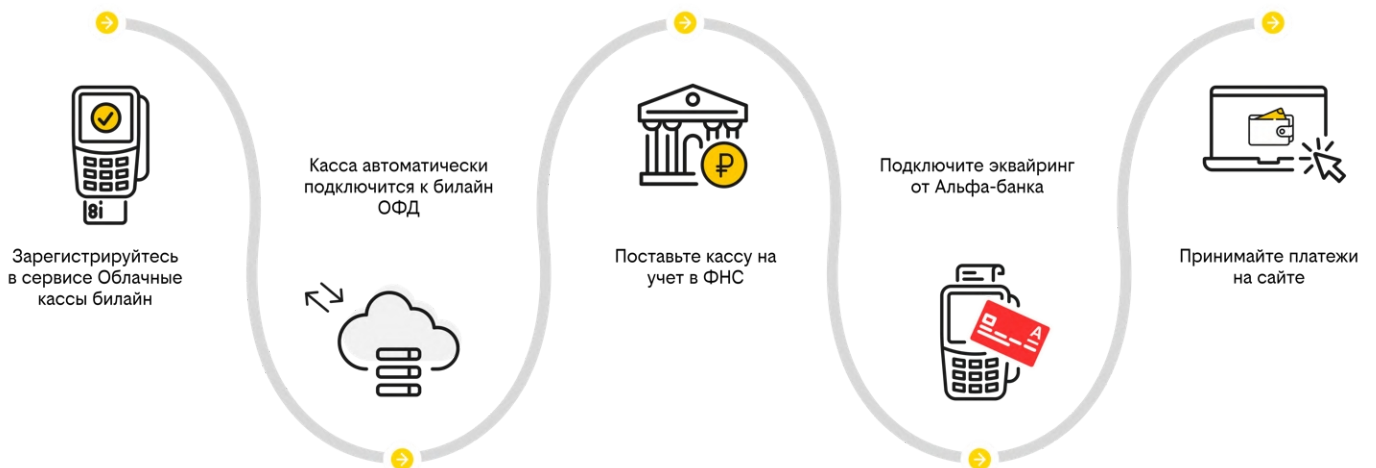 Зарегистрируйтесь
в сервисе Облачные
кассы билайн
8i
Касса автоматически
подключится к билайн
ОФД
Поставьте кассу на
учет в ФНС
₽
Подключите эквайринг
от Альфа-банка
А
Принимайте платежи
на сайте